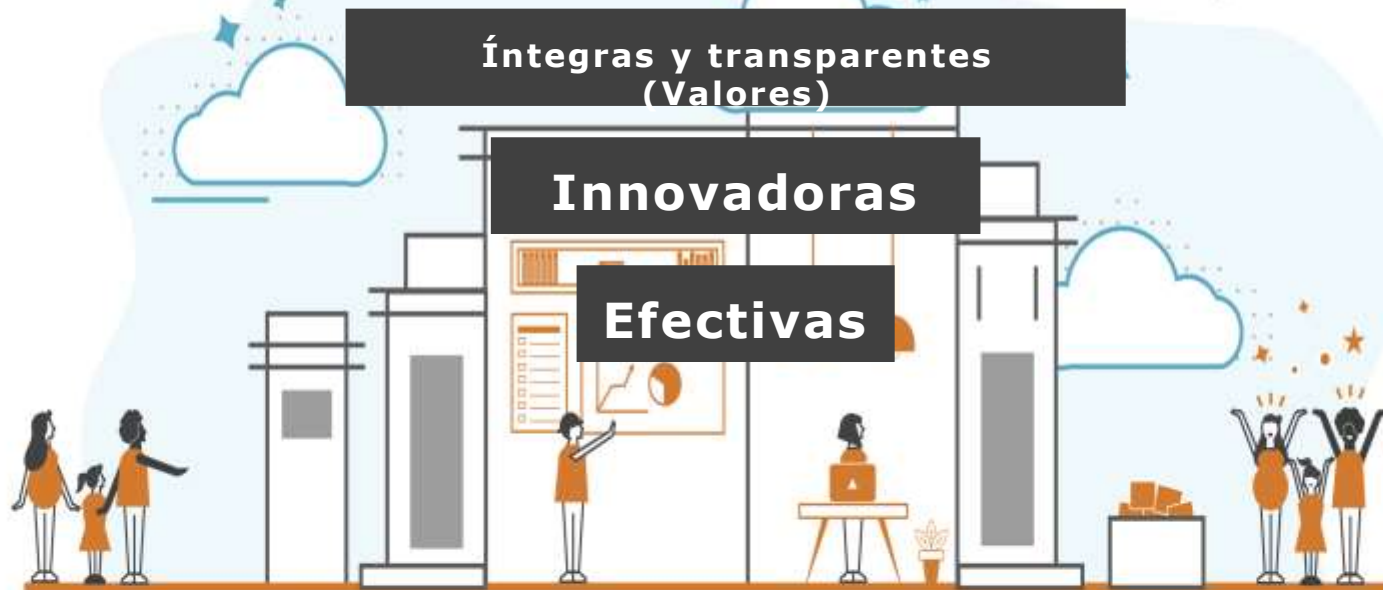 Íntegras y transparentes
(Valores)
Innovadoras
Efectivas